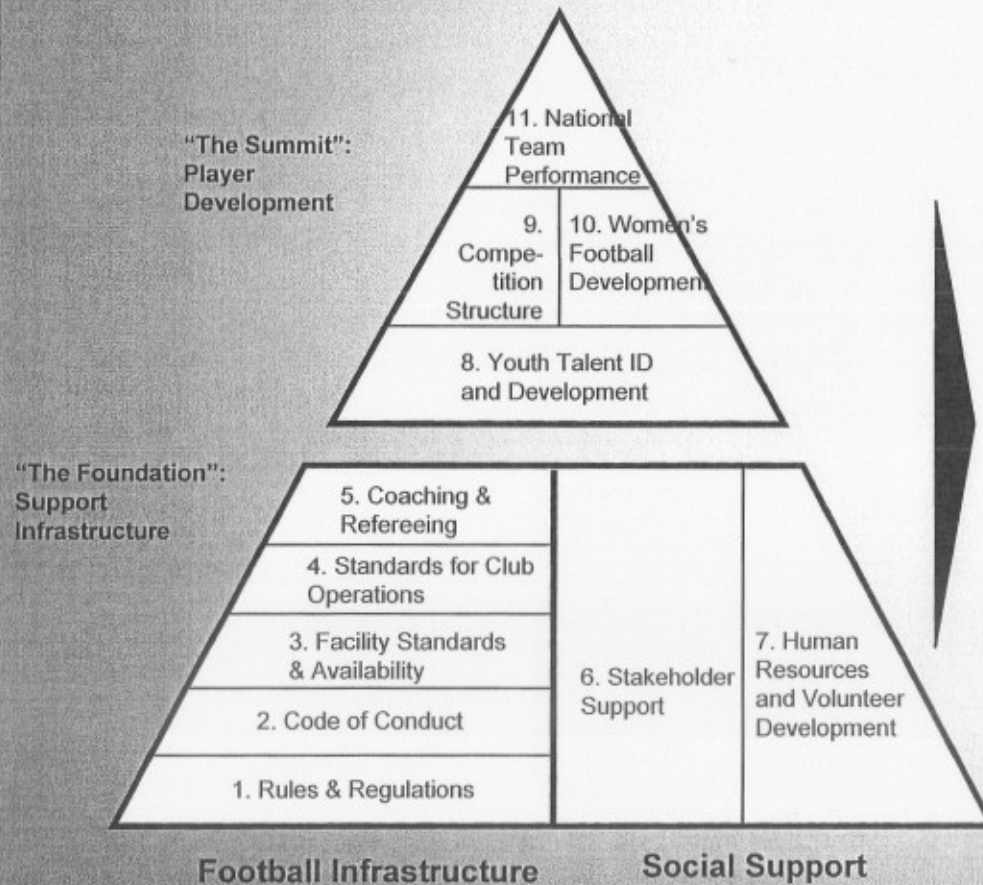 "The Summit":
Player
Development
11. National
Team
Performance
9.
Compe-
tition
Structure
10. Women's
Football
Development
8. Youth Talent ID
and Development
"The Foundation":
Support
Infrastructure
5. Coaching &
Refereeing
4. Standards for Club
Operations
3. Facility Standards
& Availability
2. Code of Conduct
1. Rules & Regulations
6. Stakeholder
Support
7. Human
Resources
and Volunteer
Development
Football Infrastructure
Social Support